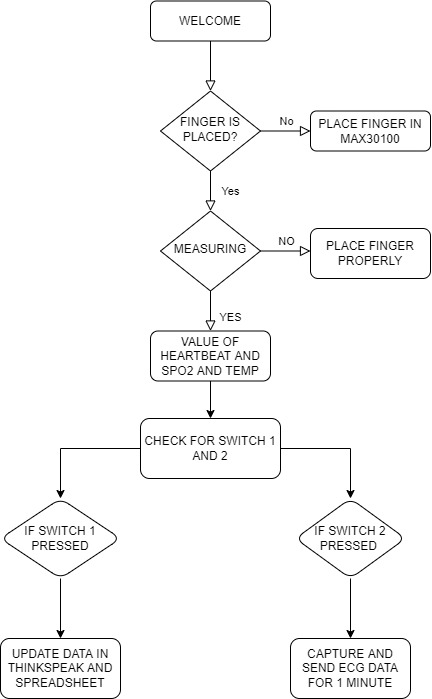 WELCOME
FINGER IS
PLACED?
No
PLACE FINGER IN
MAX30100
Yes
MEASURING
NO
PLACE FINGER
PROPERLY
YES
VALUE OF
HEARTBEAT AND
SPO2 AND TEMP
CHECK FOR SWITCH 1
AND 2
IF SWITCH 1
PRESSED
IF SWITCH 2
PRESSED
UPDATE DATA IN
THINKSPEAK AND
SPREADSHEET
CAPTURE AND
SEND ECG DATA
FOR 1 MINUTE